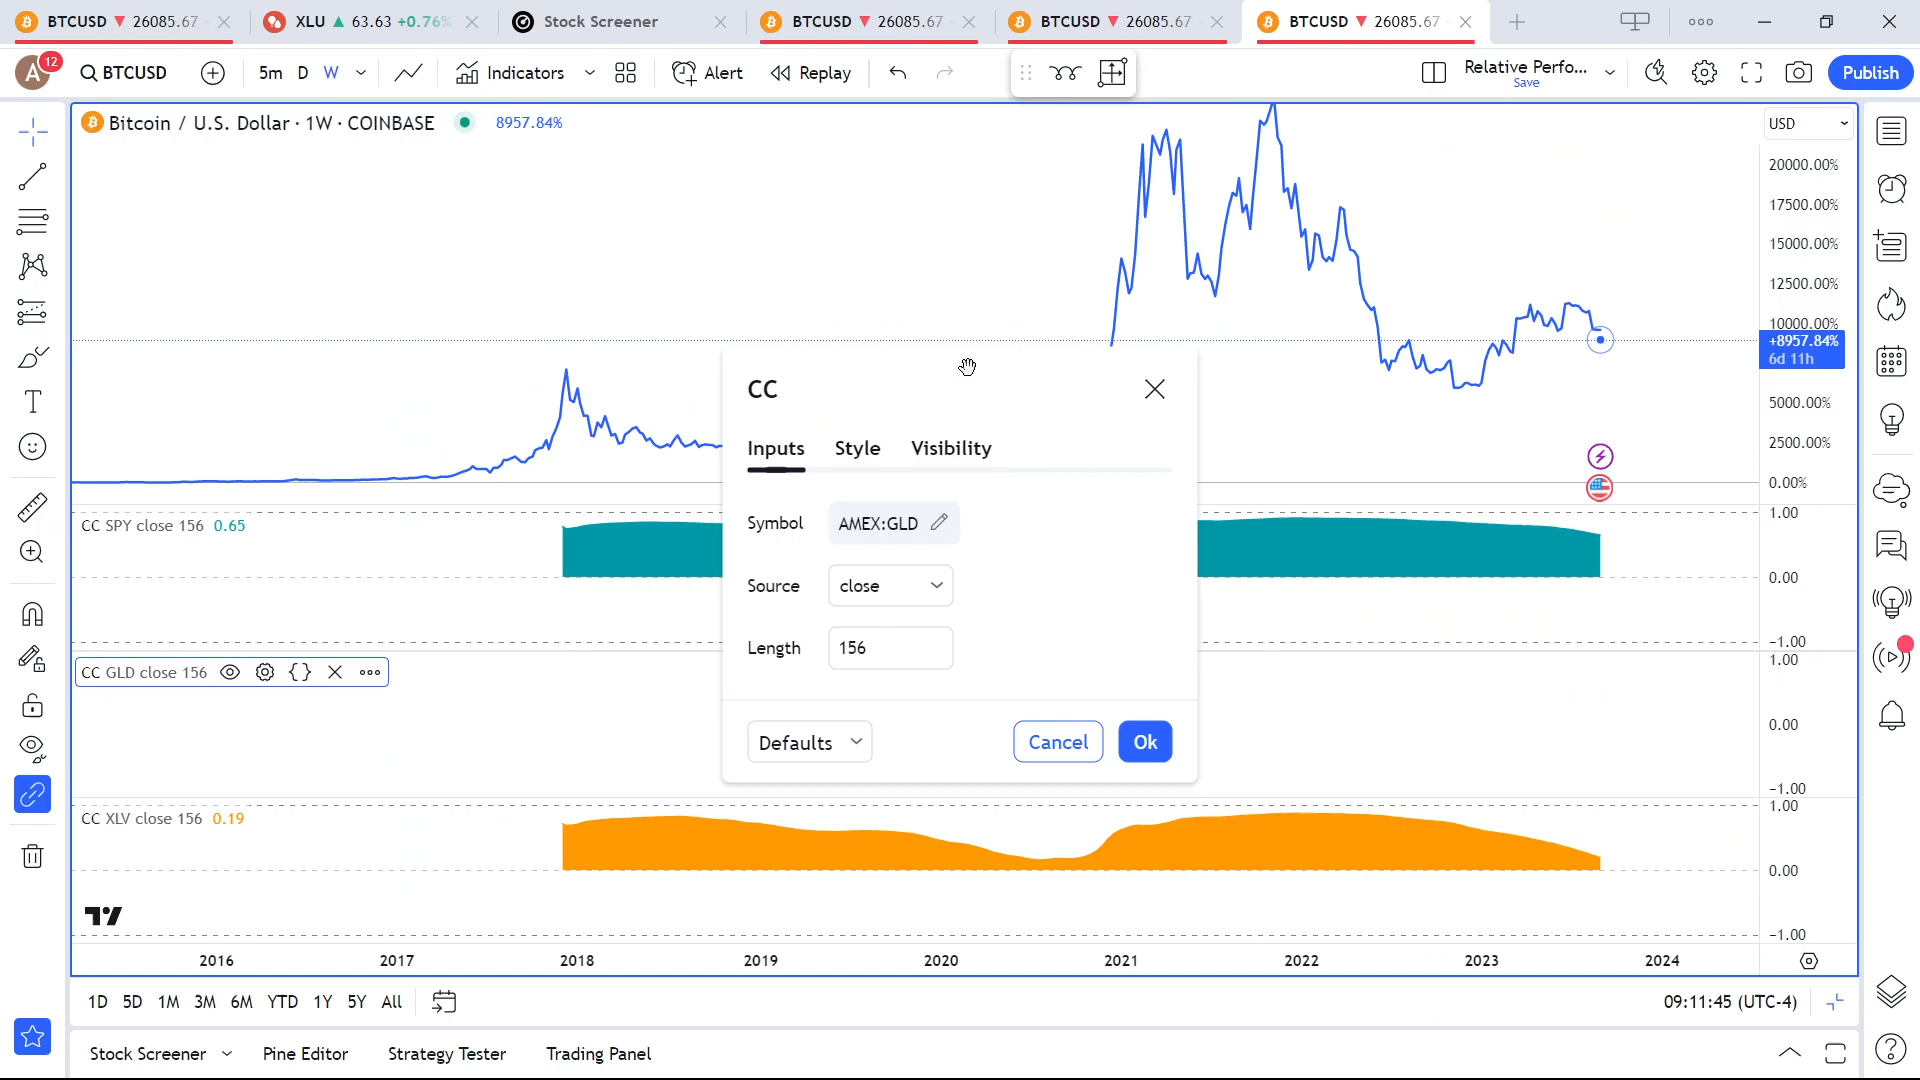 BTCUSD ▼ 26085.67
XLU ▲ 63.63 +0.76%
Stock Screener
BTCUSD ▼ 26085.67
BTCUSD ▼ 26085.67
BTCUSD ▼ 26085.67
A 12
BTCUSD
5m D W
Indicators
Alert
Replay
Relative Perfo...
Save
Publish
Bitcoin / U.S. Dollar · 1W · COINBASE
8957.84%
USD
20000.00%
17500.00%
15000.00%
12500.00%
10000.00%
+8957.84%
6d 11h
5000.00%
2500.00%
0.00%
CC
Inputs Style Visibility
Symbol AMEX:GLD
Source close
Length 156
Defaults
Cancel
Ok
CC SPY close 156 0.65
1.00
0.00
-1.00
CC GLD close 156
1.00
0.00
-1.00
CC XLV close 156 0.19
1.00
0.00
-1.00
2016 2017 2018 2019 2020 2021 2022 2023 2024
1D 5D 1M 3M 6M YTD 1Y 5Y All
09:11:45 (UTC-4)
Stock Screener
Pine Editor
Strategy Tester
Trading Panel